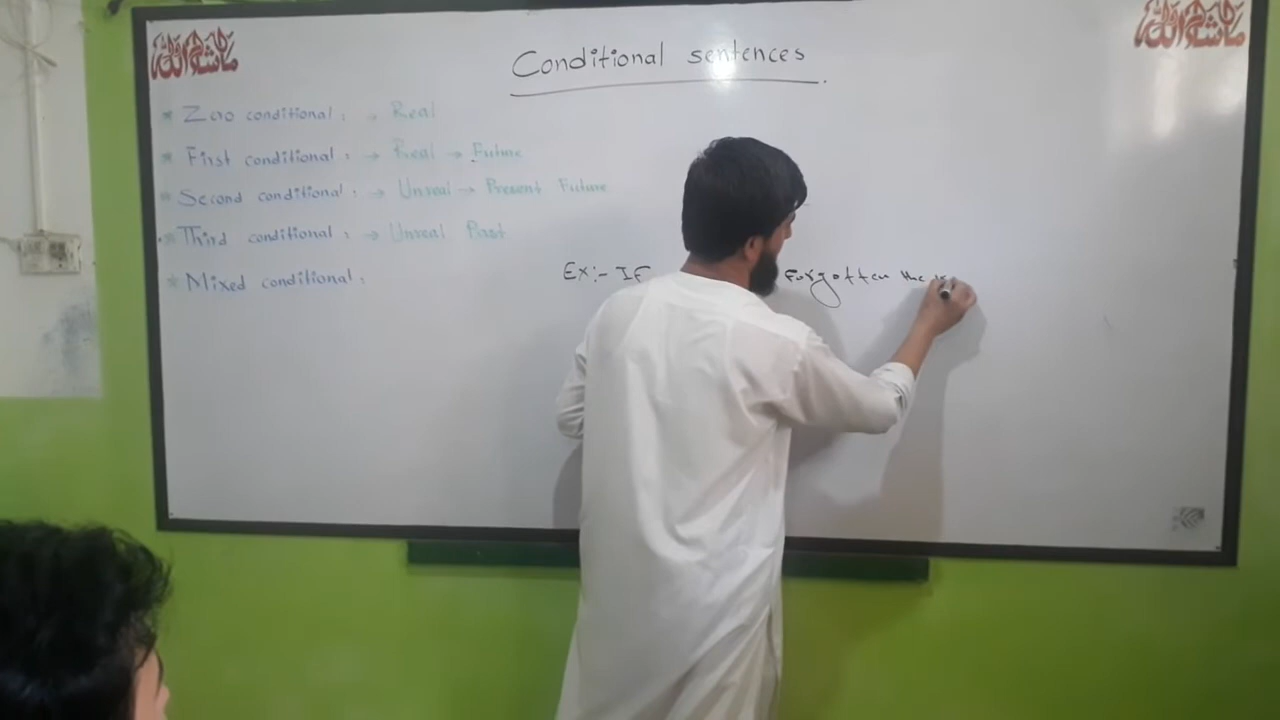 ماشاءالله
ماشاءالله
Conditional sentences
* Zero conditional : → Real
* First conditional : → Real → Future
* Second conditional : → Unreal → Present Future
* Third conditional : → Unreal Past
* Mixed conditional :
Ex:- IF Forgotten the